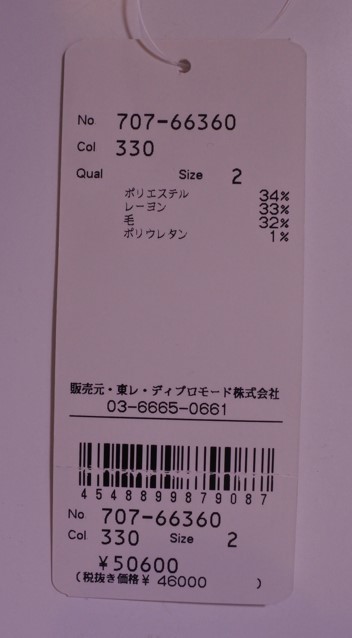 No 707-66360
Col 330
Qual Size 2
ポリエステル 34%
レーヨン 33%
毛 32%
ポリウレタン 1%
販売元・東レ・ディプロモード株式会社
03-6665-0661
4548899879087
No 707-66360
Col 330 Size 2
¥50600
(税抜き価格¥ 46000 )